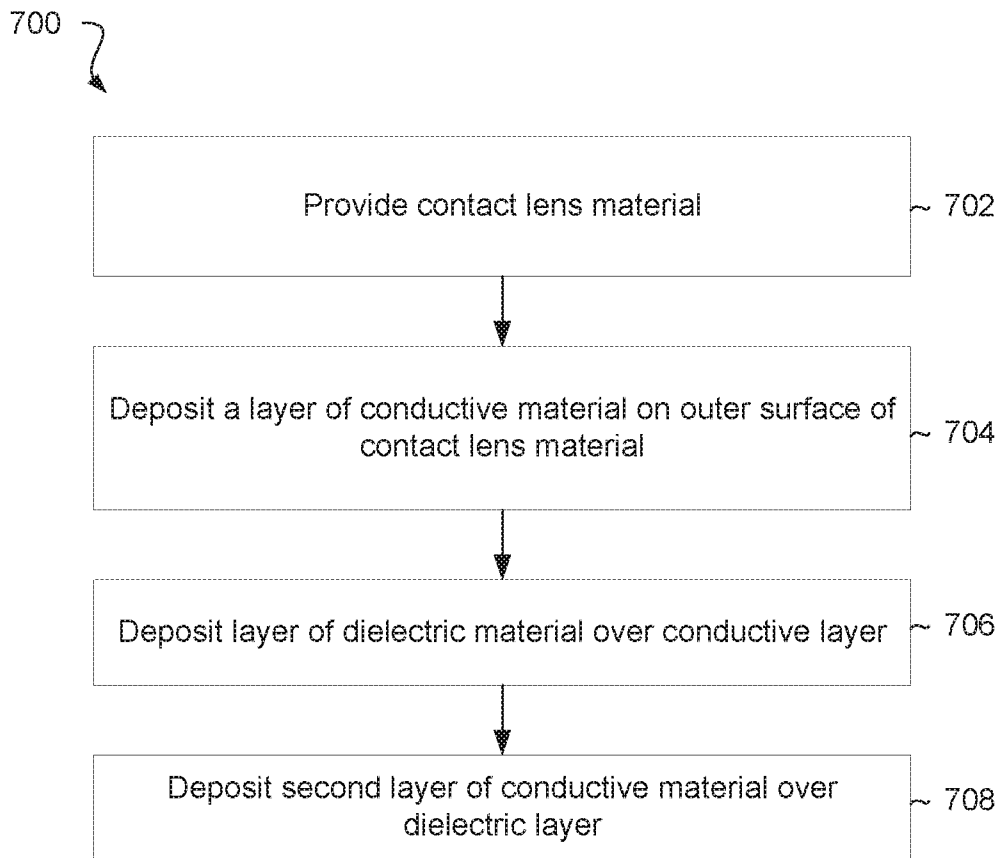 700
Provide contact lens material
~ 702
Deposit a layer of conductive material on outer surface of
contact lens material
~ 704
Deposit layer of dielectric material over conductive layer
~ 706
Deposit second layer of conductive material over
dielectric layer
~ 708